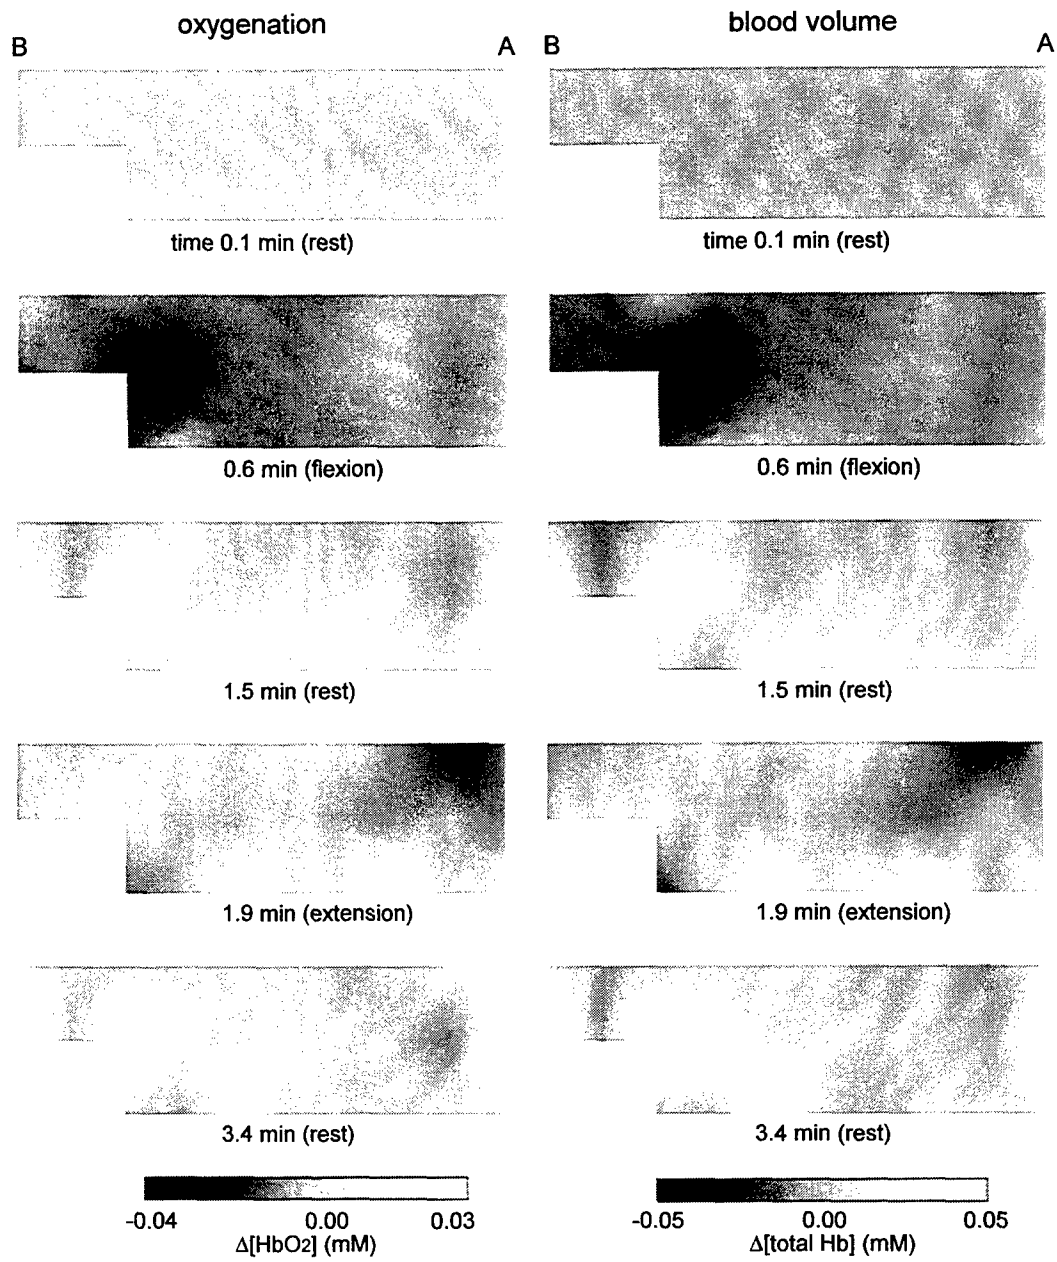 oxygenation
blood volume
B
A
B
A
time 0.1 min (rest)
time 0.1 min (rest)
0.6 min (flexion)
0.6 min (flexion)
1.5 min (rest)
1.5 min (rest)
1.9 min (extension)
1.9 min (extension)
3.4 min (rest)
3.4 min (rest)
-0.04 0.00 0.03
-0.05 0.00 0.05
Δ[HbO2] (mM)
Δ[total Hb] (mM)